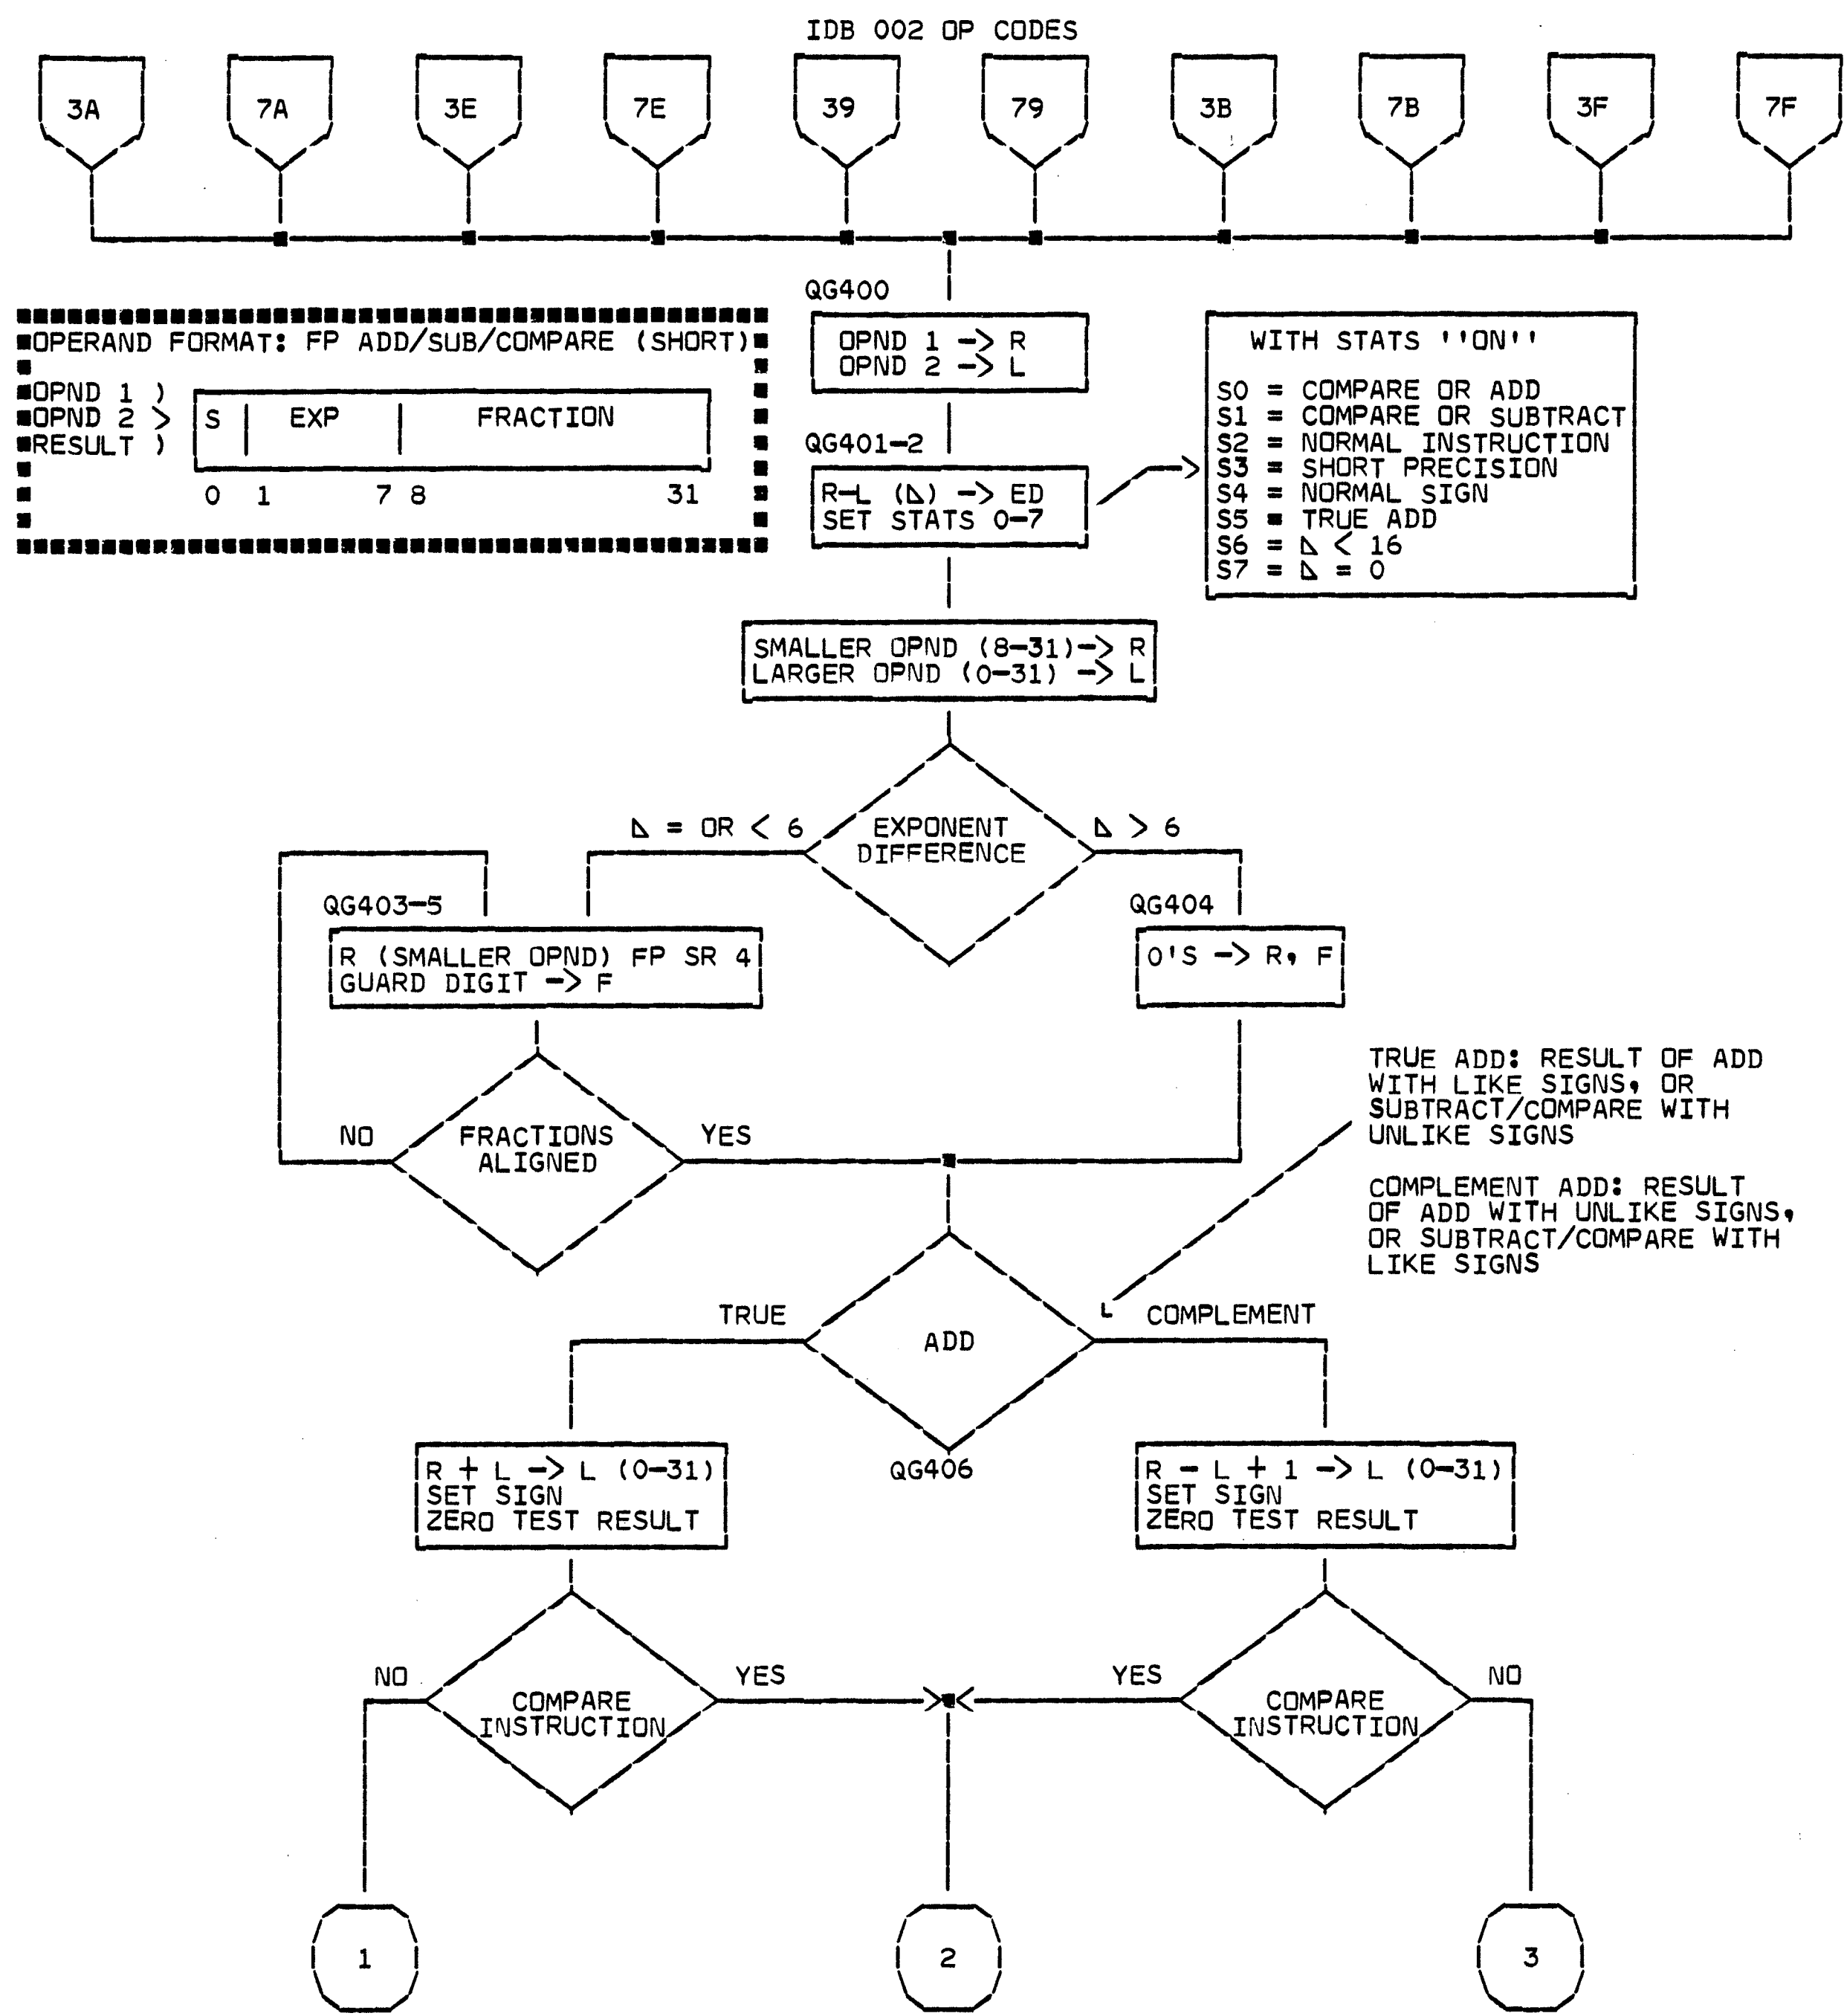 IDB 002 OP CODES
3A 7A 3E 7E 39 79 3B 7B 3F 7F
QG400
OPND 1 -> R
OPND 2 -> L
OPERAND FORMAT: FP ADD/SUB/COMPARE (SHORT)
OPND 1 )
OPND 2 >
RESULT )
S EXP FRACTION
0 1 7 8 31
QG401-2
R-L (Δ) -> ED
SET STATS 0-7
WITH STATS ''ON''
S0 = COMPARE OR ADD
S1 = COMPARE OR SUBTRACT
S2 = NORMAL INSTRUCTION
S3 = SHORT PRECISION
S4 = NORMAL SIGN
S5 = TRUE ADD
S6 = Δ < 16
S7 = Δ = 0
SMALLER OPND (8-31)-> R
LARGER OPND (0-31) -> L
Δ = OR < 6
EXPONENT
DIFFERENCE
Δ > 6
QG403-5
R (SMALLER OPND) FP SR 4
GUARD DIGIT -> F
QG404
0'S -> R, F
NO
FRACTIONS
ALIGNED
YES
TRUE ADD: RESULT OF ADD
WITH LIKE SIGNS, OR
SUBTRACT/COMPARE WITH
UNLIKE SIGNS
COMPLEMENT ADD: RESULT
OF ADD WITH UNLIKE SIGNS,
OR SUBTRACT/COMPARE WITH
LIKE SIGNS
TRUE
ADD
COMPLEMENT
QG406
R + L -> L (0-31)
SET SIGN
ZERO TEST RESULT
R - L + 1 -> L (0-31)
SET SIGN
ZERO TEST RESULT
NO
COMPARE
INSTRUCTION
YES
YES
COMPARE
INSTRUCTION
NO
1 2 3